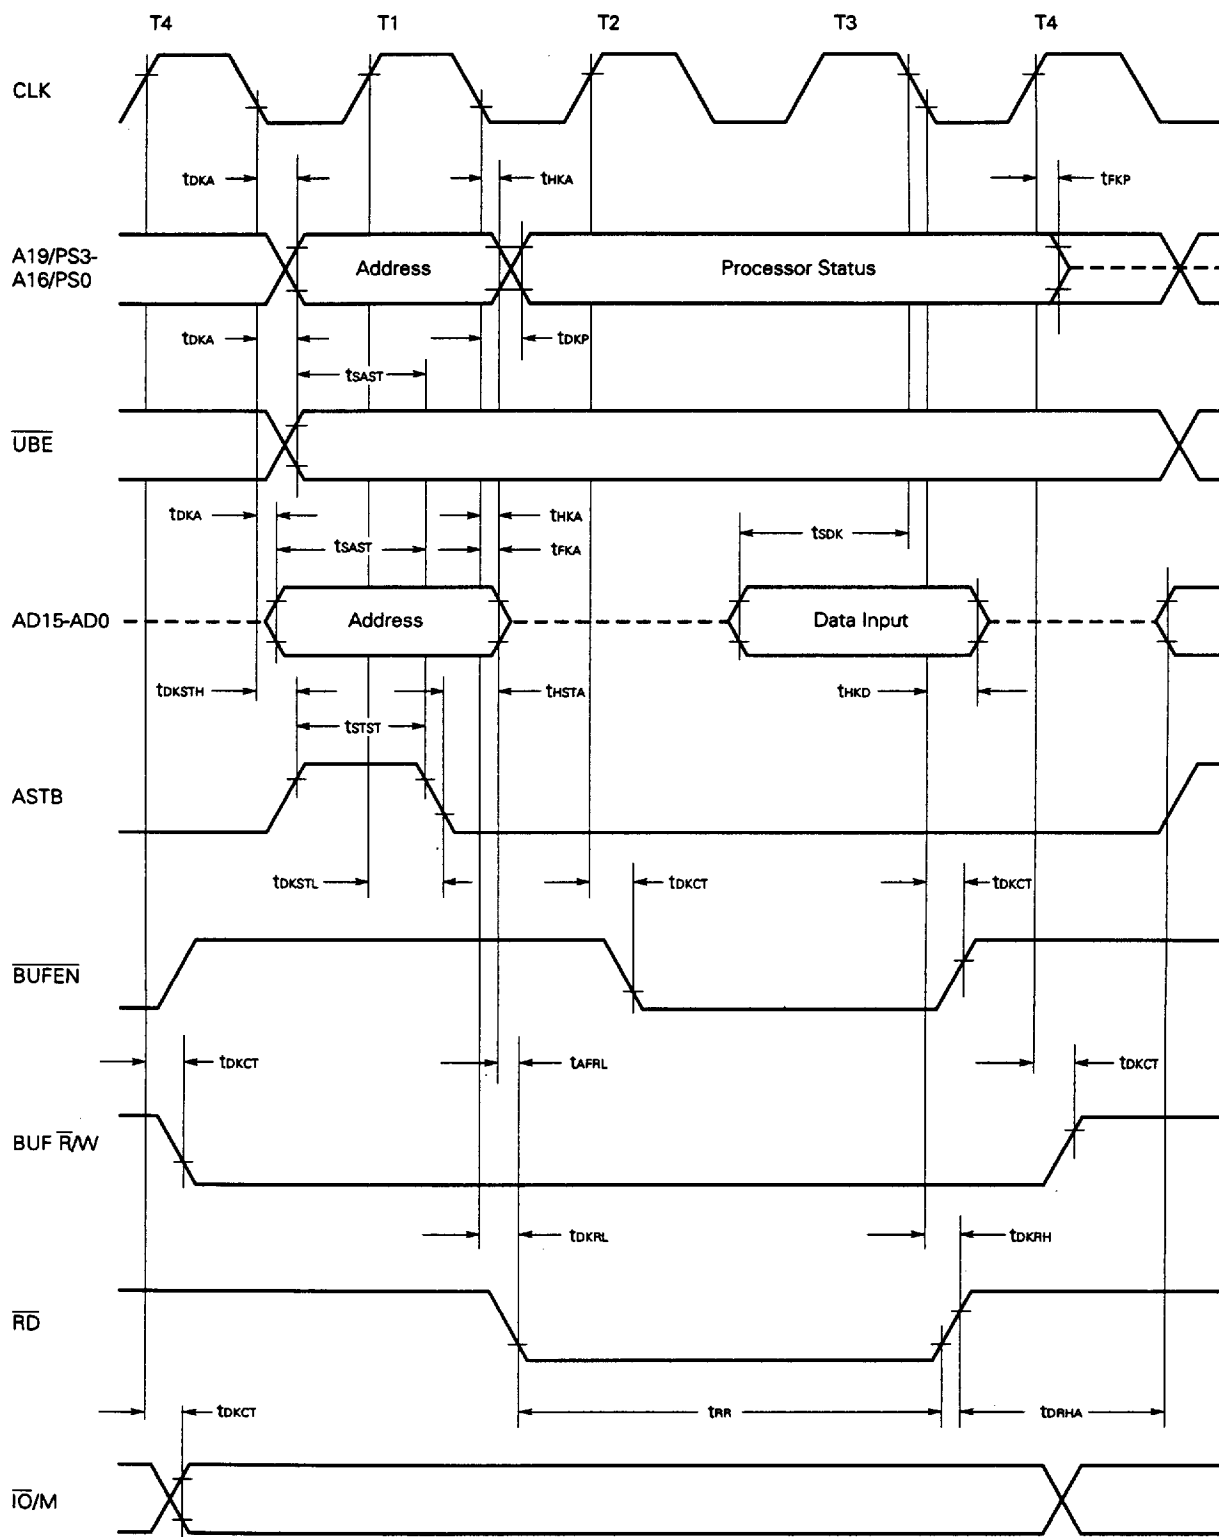 T4 T1 T2 T3 T4
CLK
tDKA tHKA tFKP
A19/PS3-
A16/PS0
Address Processor Status
tDKA tDKP
tSAST
UBE
tDKA tHKA
tSDK
tSAST tFKA
AD15-AD0 Address Data Input
tDKSTH tHSTA tHKD
tSTST
ASTB
tDKSTL tDKCT tDKCT
BUFEN
tDKCT tAFRL tDKCT
BUF R/W
tDKRL tDKRH
RD
tDKCT tRR tDRHA
IO/M